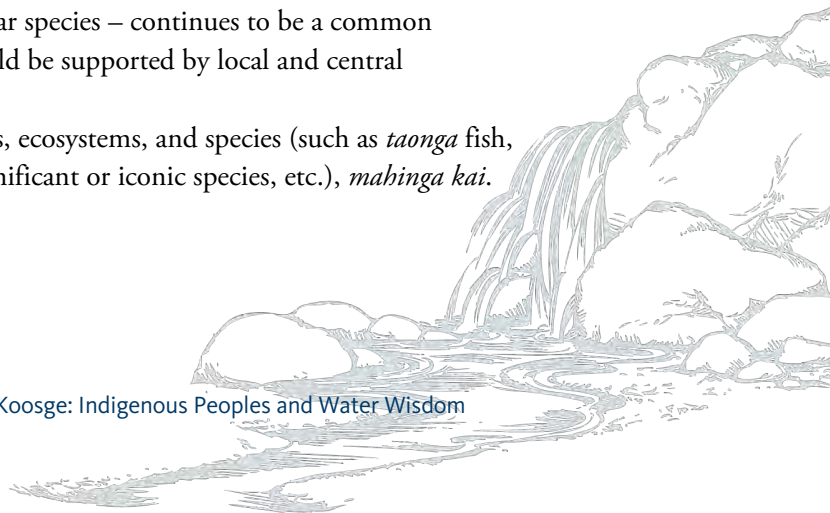 ar species – continues to be a common
ld be supported by local and central
s, ecosystems, and species (such as taonga fish,
nificant or iconic species, etc.), mahinga kai.
Koosge: Indigenous Peoples and Water Wisdom